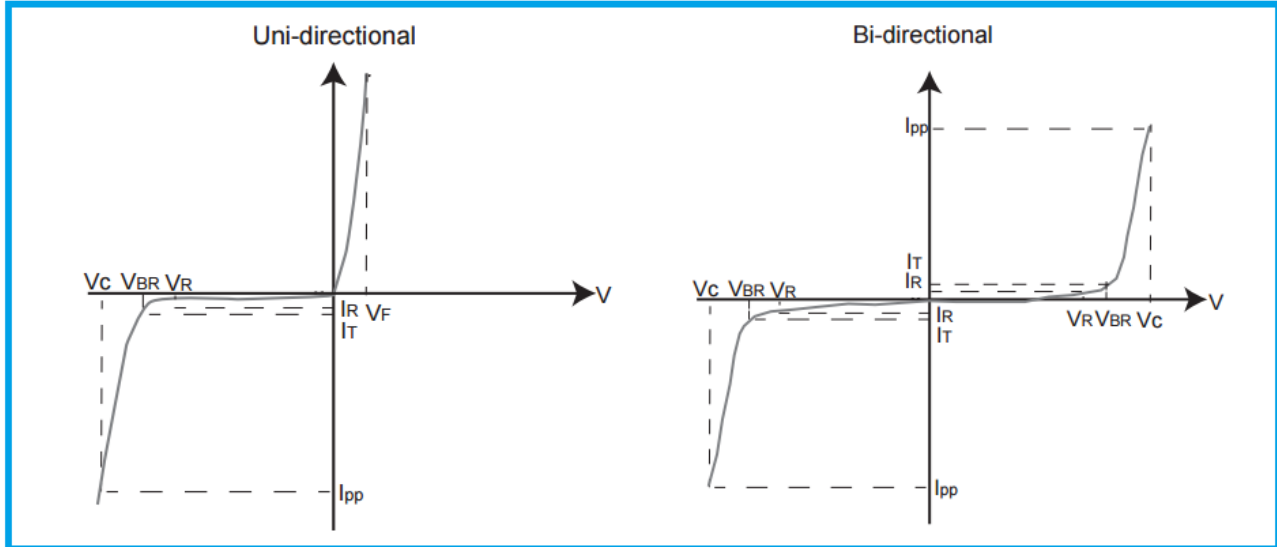 Uni-directional
Bi-directional
Vc VBR VR
IR
IT
VF
V
Ipp
Ipp
IT
IR
Vc VBR VR
IR
IT
VR VBR Vc
V
Ipp